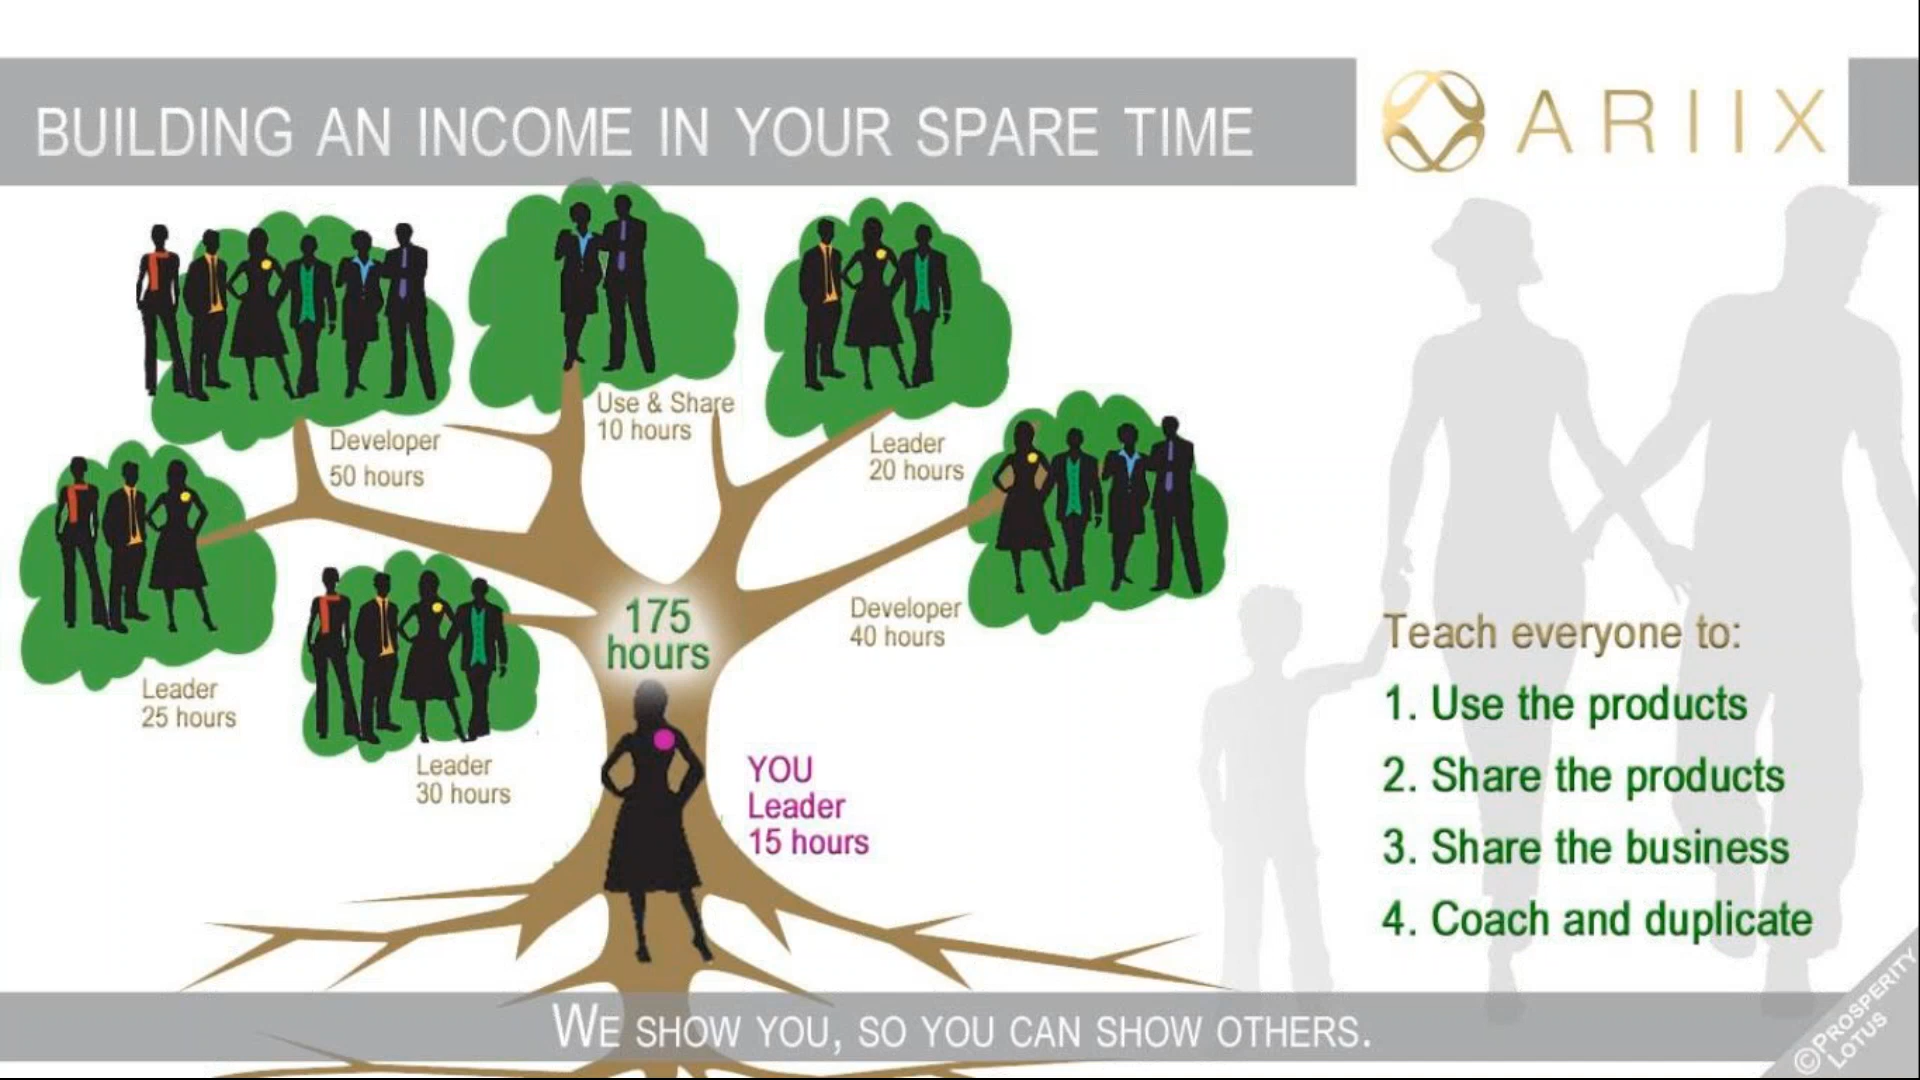 BUILDING AN INCOME IN YOUR SPARE TIME
ARIIX
Use & Share
10 hours
Developer
50 hours
Leader
20 hours
175
hours
Developer
40 hours
Leader
25 hours
Leader
30 hours
YOU
Leader
15 hours
Teach everyone to:
1. Use the products
2. Share the products
3. Share the business
4. Coach and duplicate
WE SHOW YOU, SO YOU CAN SHOW OTHERS.
©PROSPERITY
LOTUS